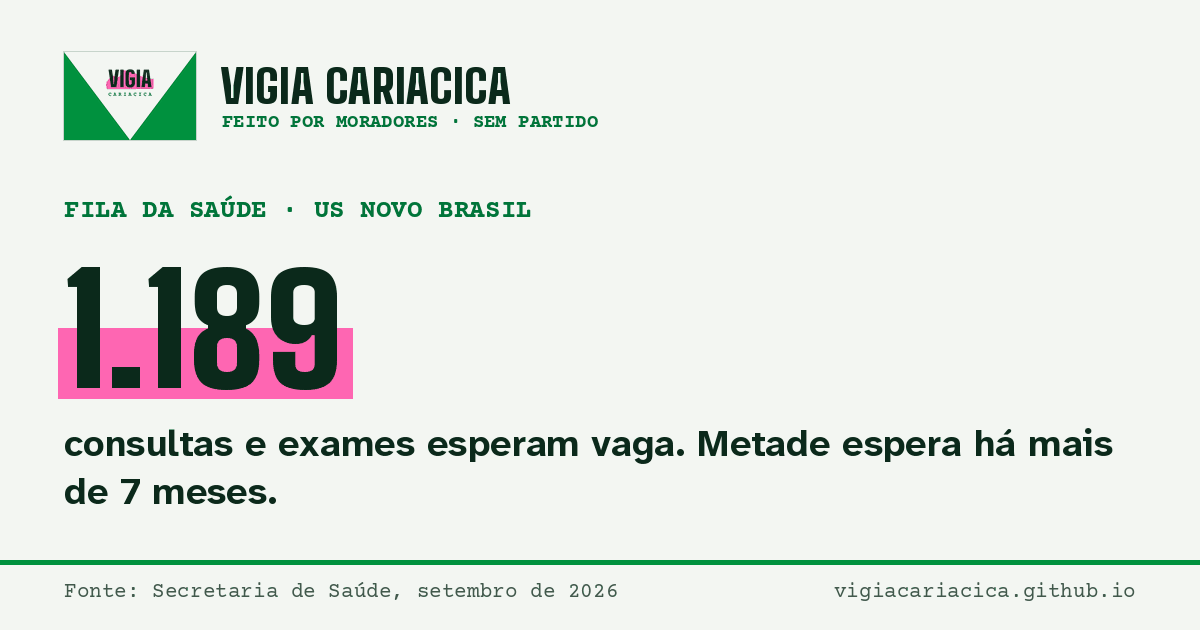 VIGIA
CARIACICA
VIGIA CARIACICA
FEITO POR MORADORES · SEM PARTIDO
FILA DA SAÚDE · US NOVO BRASIL
1.189
consultas e exames esperam vaga. Metade espera há mais
de 7 meses.
Fonte: Secretaria de Saúde, setembro de 2026
vigiacariacica.github.io